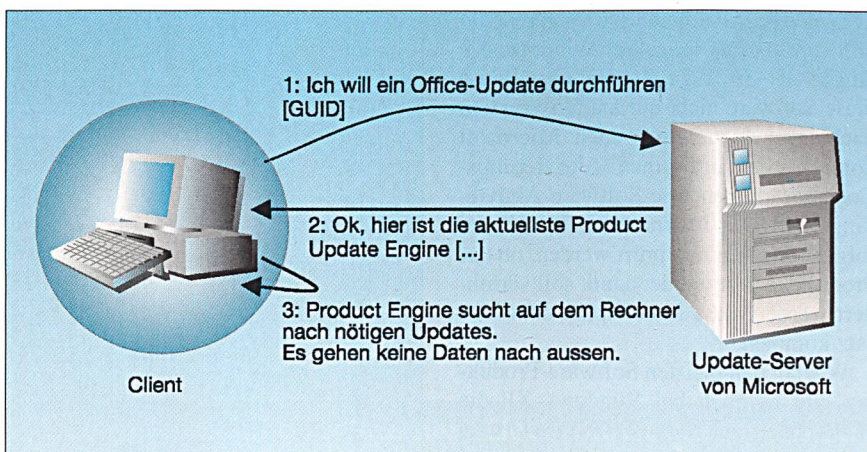 1: Ich will ein Office-Update durchführen
[GUID]
2: Ok, hier ist die aktuellste Product
Update Engine [...]
3: Product Engine sucht auf dem Rechner
nach nötigen Updates.
Es gehen keine Daten nach aussen.
Client
Update-Server
von Microsoft